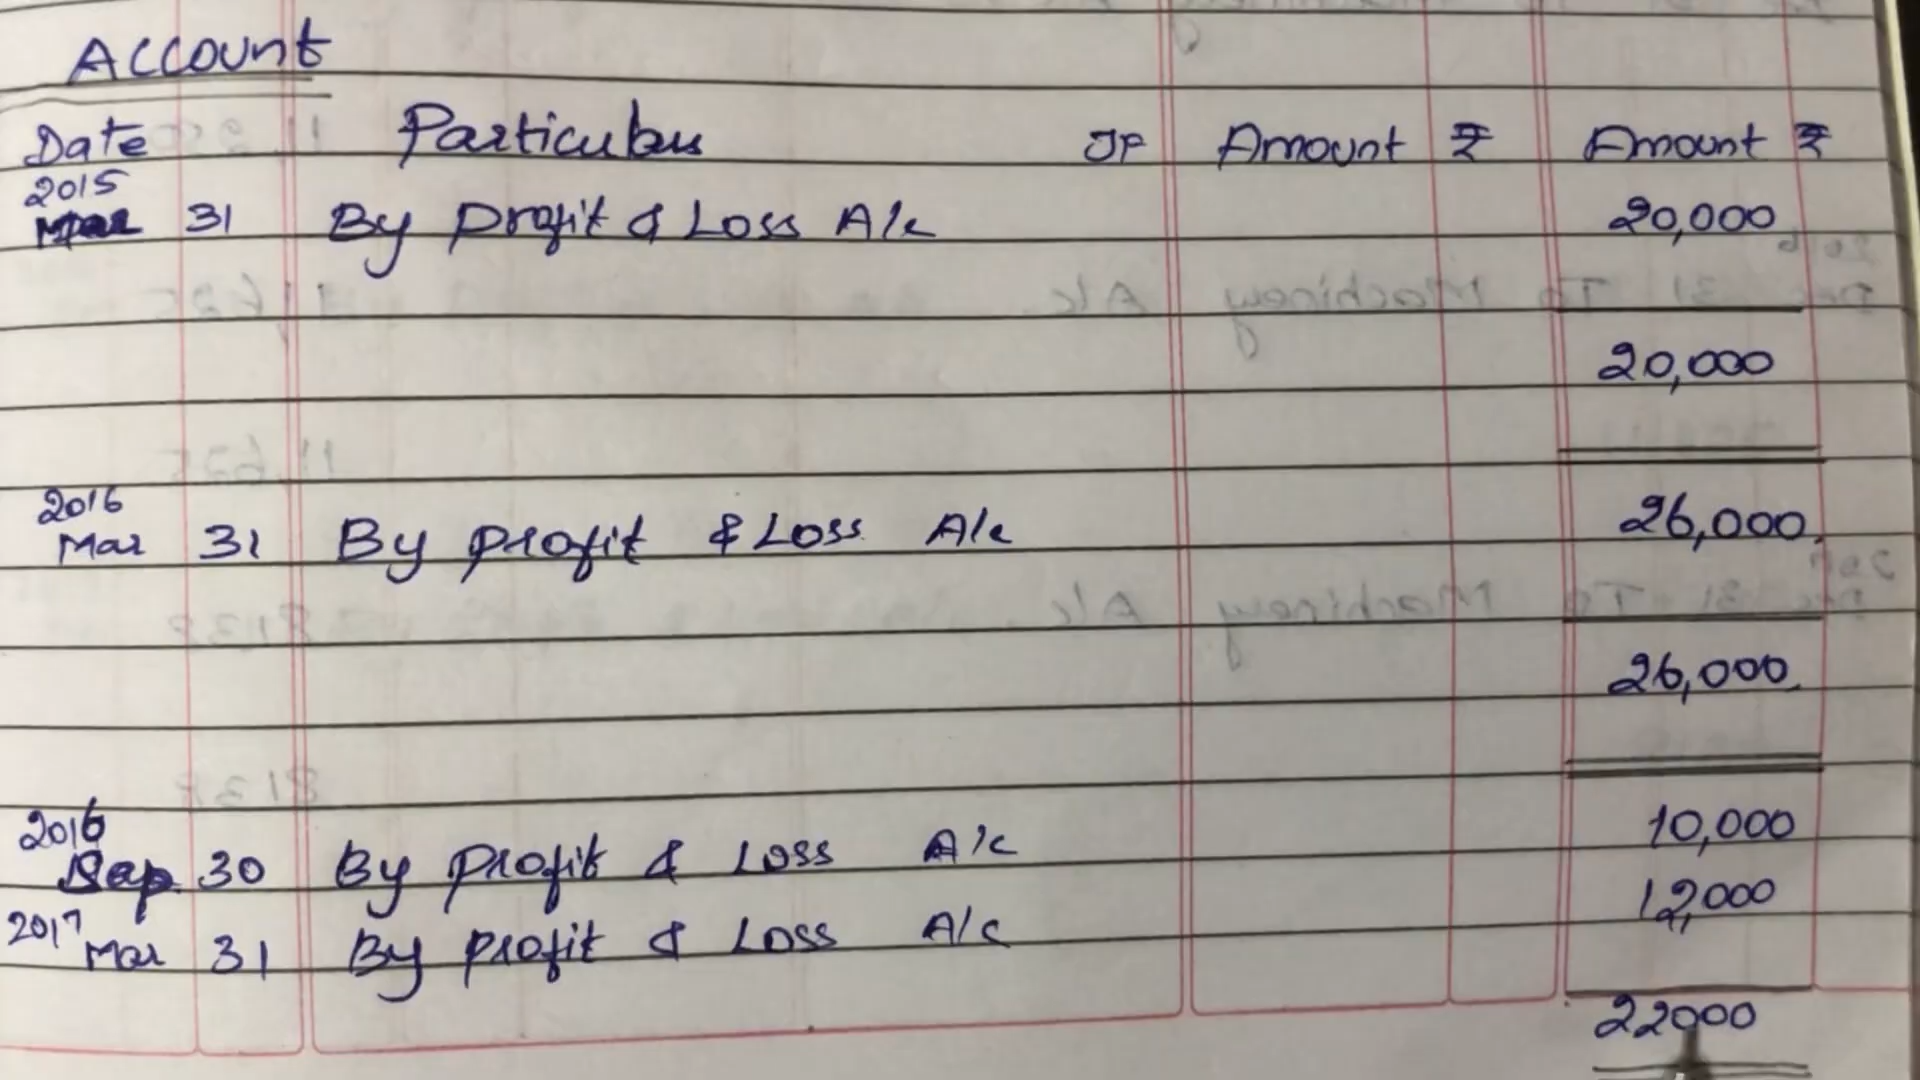 Account
Date Particulars JF Amount ₹ Amount ₹
2015
Mar 31 By Profit & Loss A/c 20,000
20,000
2016
Mar 31 By Profit & Loss A/c 26,000
26,000
2016
Sep 30 By Profit & Loss A/c 10,000
2017 Mar 31 By Profit & Loss A/c 12,000
22000